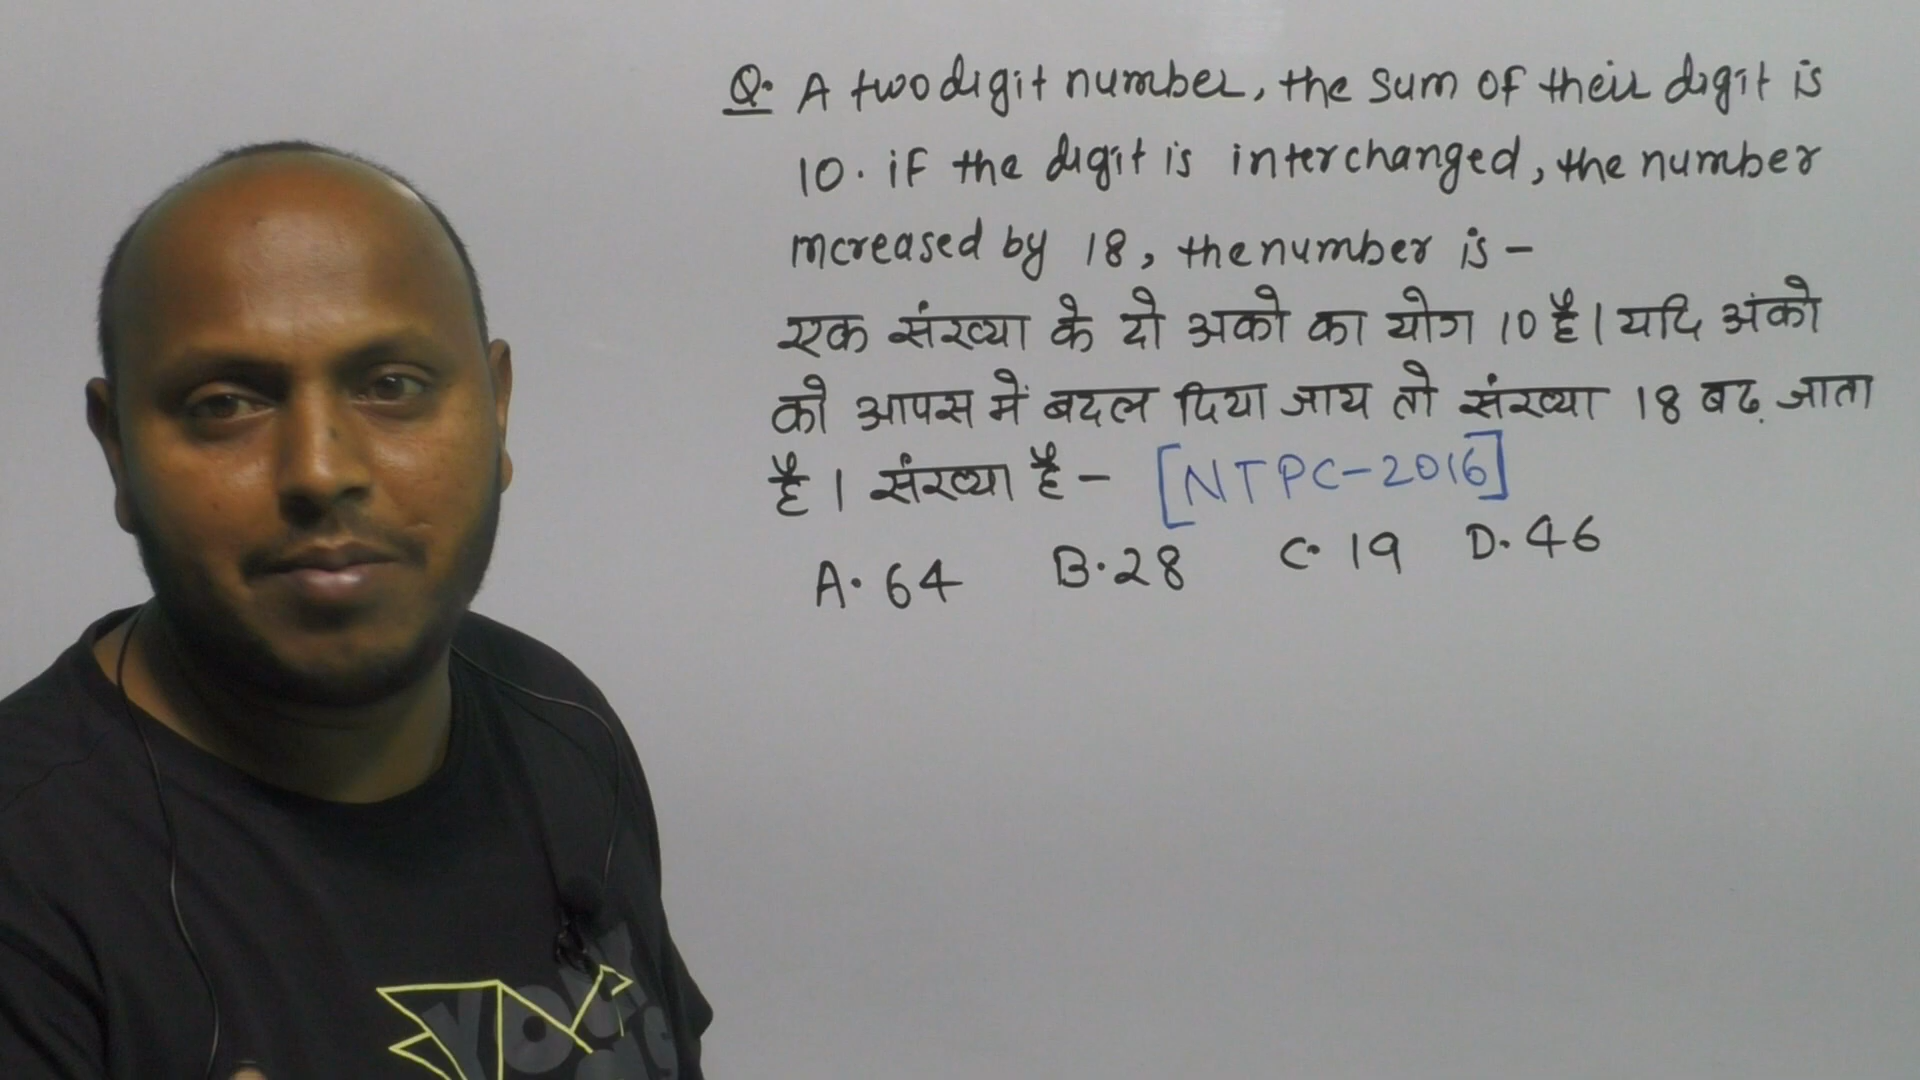 Q. A two digit number, the sum of their digit is
10. if the digit is interchanged, the number
increased by 18, the number is -
एक संख्या के दो अको का योग 10 है। यदि अंको
को आपस में बदल दिया जाय तो संख्या 18 बढ़ जाता
है। संख्या है - [NTPC-2016]
A. 64 B. 28 C. 19 D. 46
YOU